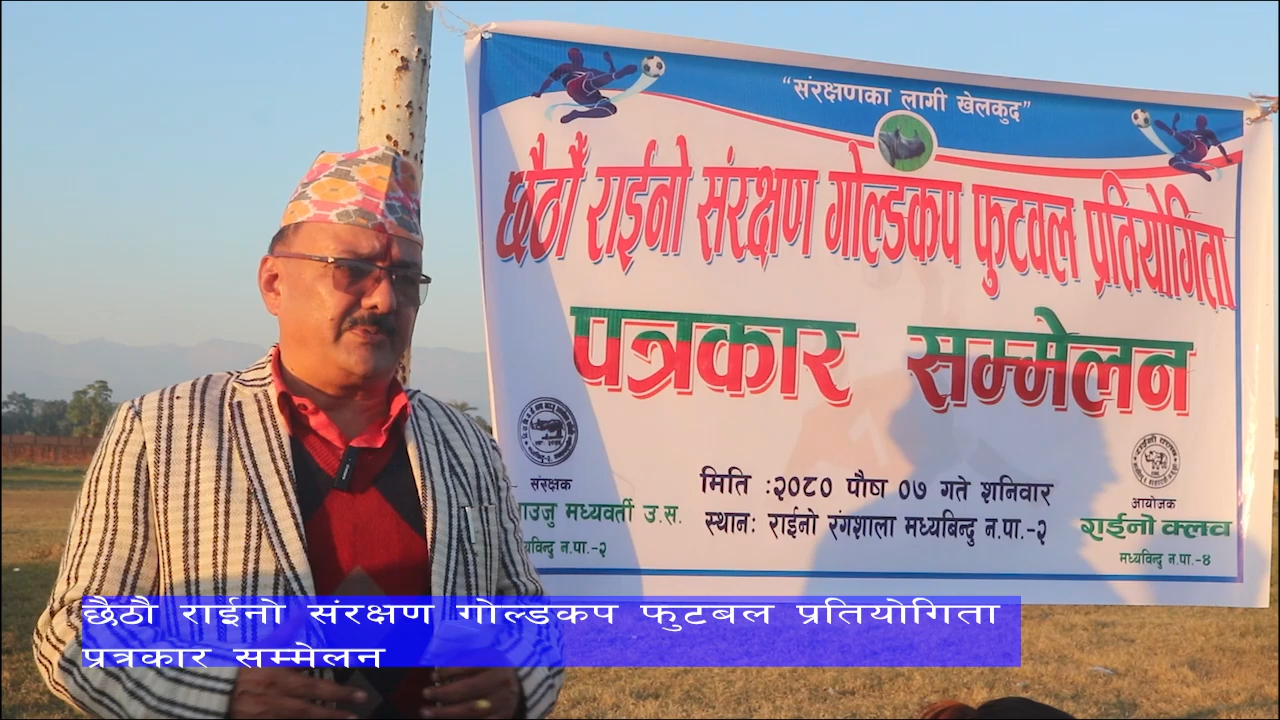 "संरक्षणका लागी खेलकुद"
छैठौं राईनो संरक्षण गोल्डकप फुटवल प्रतियोगिता
पत्रकार सम्मेलन
संरक्षक
मिति :२०८० पौष ०७ गते शनिवार
आयोजक
ाउजु मध्यवर्ती उ.स.
स्थानः राईनो रंगशाला मध्यबिन्दु न.पा.-२
राईनो क्लव
यविन्दु न.पा.-२
मध्यविन्दु न.पा.-४
छैठौ राईनो संरक्षण गोल्डकप फुटबल प्रतियोगिता
प्रत्रकार सम्मेलन